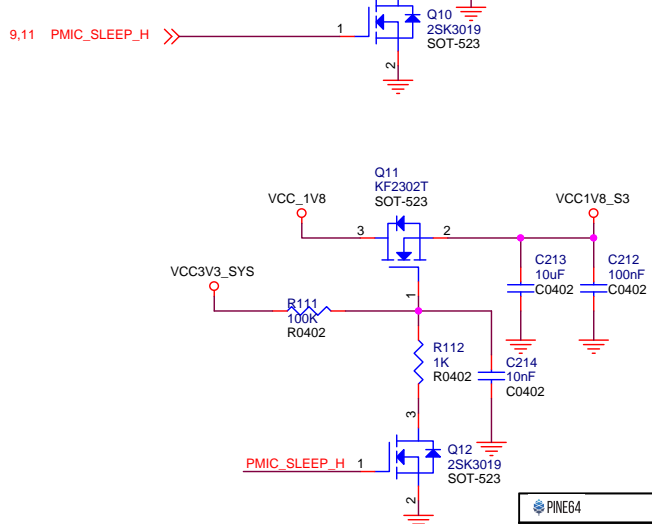 Q10
2SK3019
SOT-523
9,11 PMIC_SLEEP_H
1
2
Q11
KF2302T
SOT-523
VCC_1V8
VCC1V8_S3
3
2
1
C213
10uF
C0402
C212
100nF
C0402
VCC3V3_SYS
R111
100K
R0402
R112
1K
R0402
C214
10nF
C0402
3
PMIC_SLEEP_H
1
Q12
2SK3019
SOT-523
2
PINE64